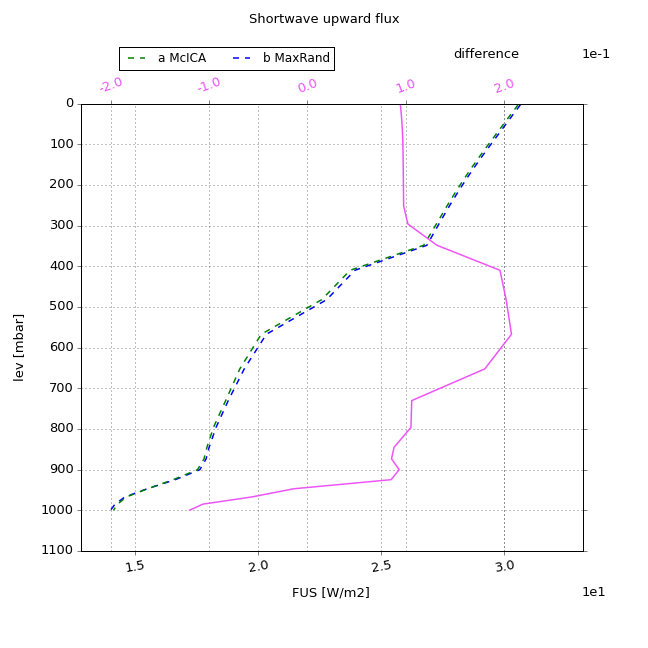 Shortwave upward flux
a McICA b MaxRand difference 1e-1
-2.0 -1.0 0.0 1.0 2.0
0
100
200
300
400
500
600
700
800
900
1000
1100
lev [mbar]
1.5 2.0 2.5 3.0
FUS [W/m2] 1e1